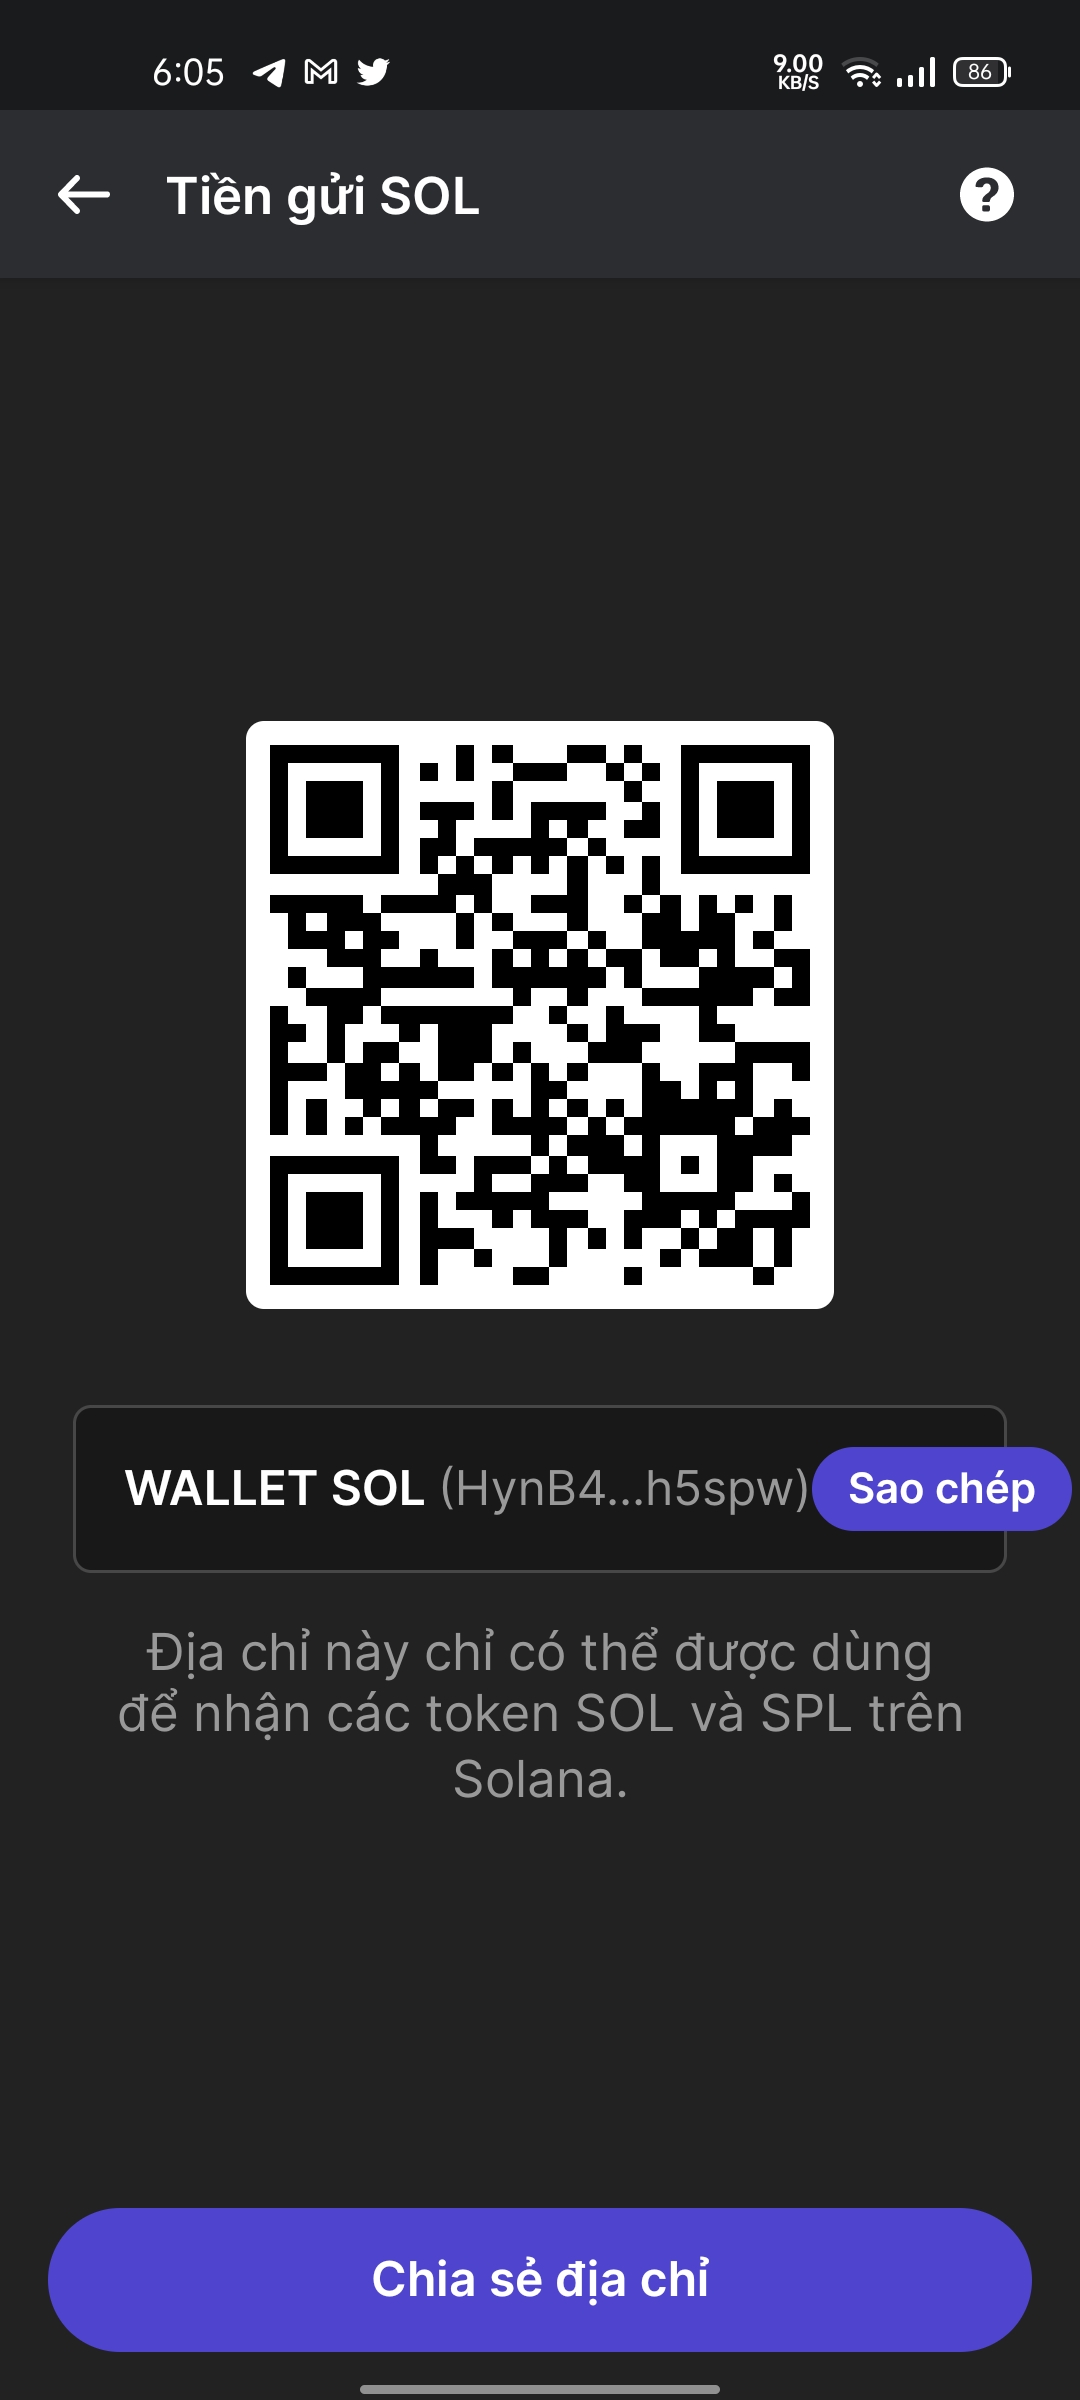 6:05
9.00
KB/S
86
Tiền gửi SOL
WALLET SOL (HynB4...h5spw)
Sao chép
Địa chỉ này chỉ có thể được dùng
để nhận các token SOL và SPL trên
Solana.
Chia sẻ địa chỉ